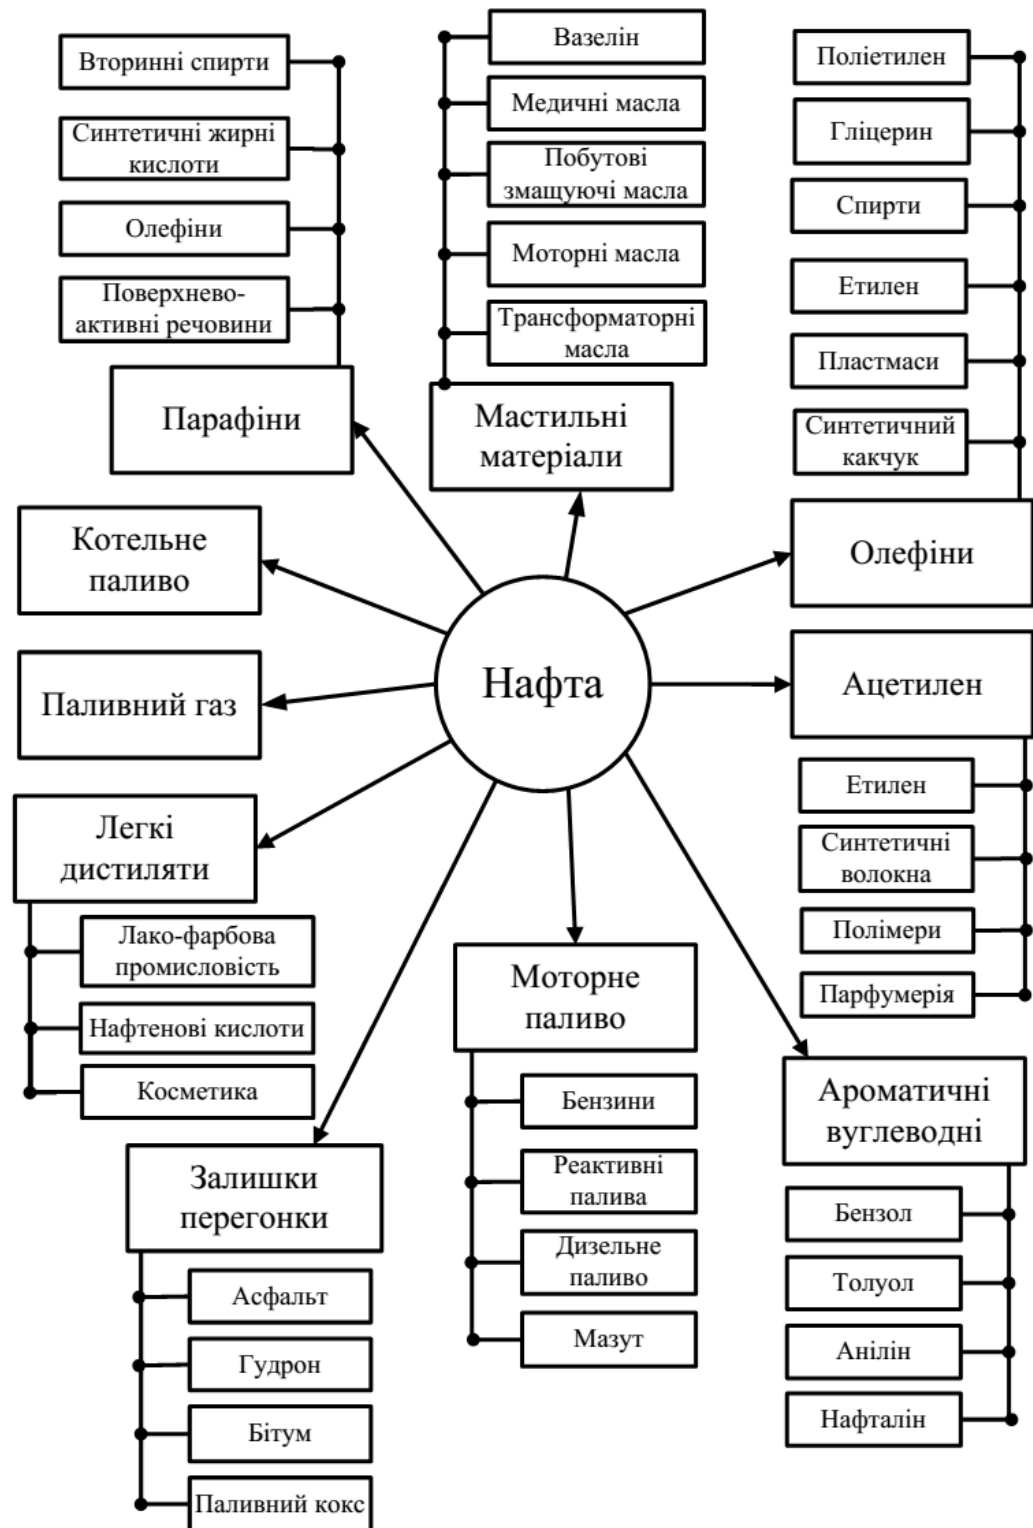 Вторинні спирти
Синтетичні жирні
кислоти
Олефіни
Поверхнево-
активні речовини
Парафіни
Вазелін
Медичні масла
Побутові
змащуючі масла
Моторні масла
Трансформаторні
масла
Мастильні
матеріали
Поліетилен
Гліцерин
Спирти
Етилен
Пластмаси
Синтетичний
какчук
Олефіни
Котельне
паливо
Паливний газ
Нафта
Ацетилен
Етилен
Синтетичні
волокна
Полімери
Парфумерія
Легкі
дистиляти
Лако-фарбова
промисловість
Нафтенові кислоти
Косметика
Моторне
паливо
Бензини
Реактивні
палива
Дизельне
паливо
Мазут
Ароматичні
вуглеводні
Бензол
Толуол
Анілін
Нафталін
Залишки
перегонки
Асфальт
Гудрон
Бітум
Паливний кокс